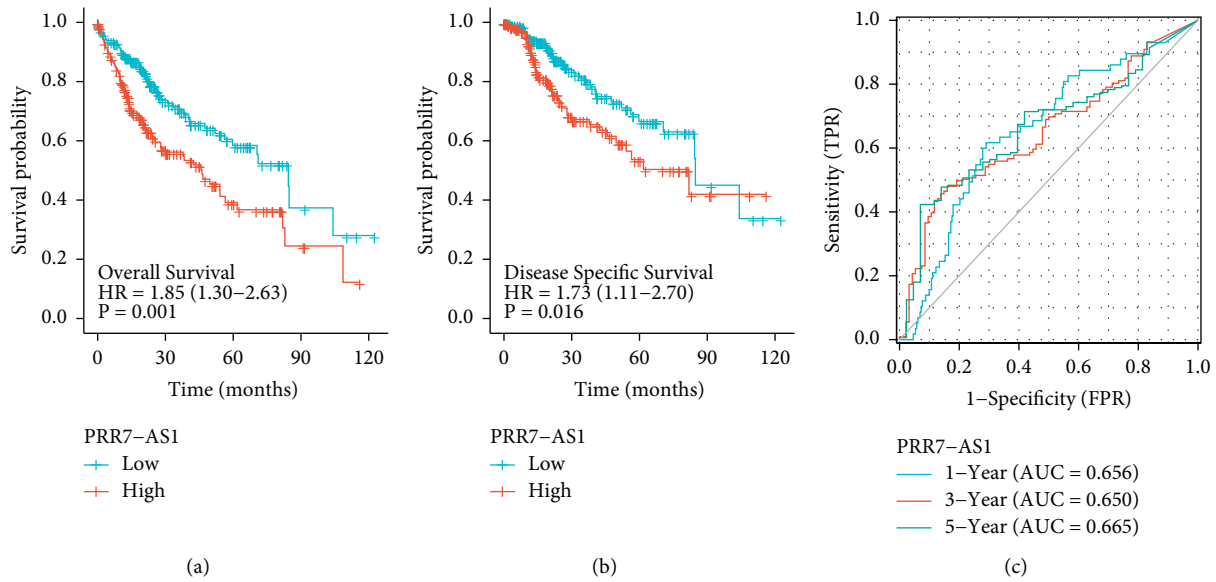 Survival probability
1.0
0.8
0.6
0.4
0.2
0.0
Overall Survival
HR = 1.85 (1.30−2.63)
P = 0.001
0
30
60
90
120
Time (months)
PRR7−AS1
Low
High
(a)
Survival probability
1.0
0.8
0.6
0.4
0.2
0.0
Disease Specific Survival
HR = 1.73 (1.11−2.70)
P = 0.016
0
30
60
90
120
Time (months)
PRR7−AS1
Low
High
(b)
Sensitivity (TPR)
1.0
0.8
0.6
0.4
0.2
0.0
0.0
0.2
0.4
0.6
0.8
1.0
1−Specificity (FPR)
PRR7−AS1
1−Year (AUC = 0.656)
3−Year (AUC = 0.650)
5−Year (AUC = 0.665)
(c)